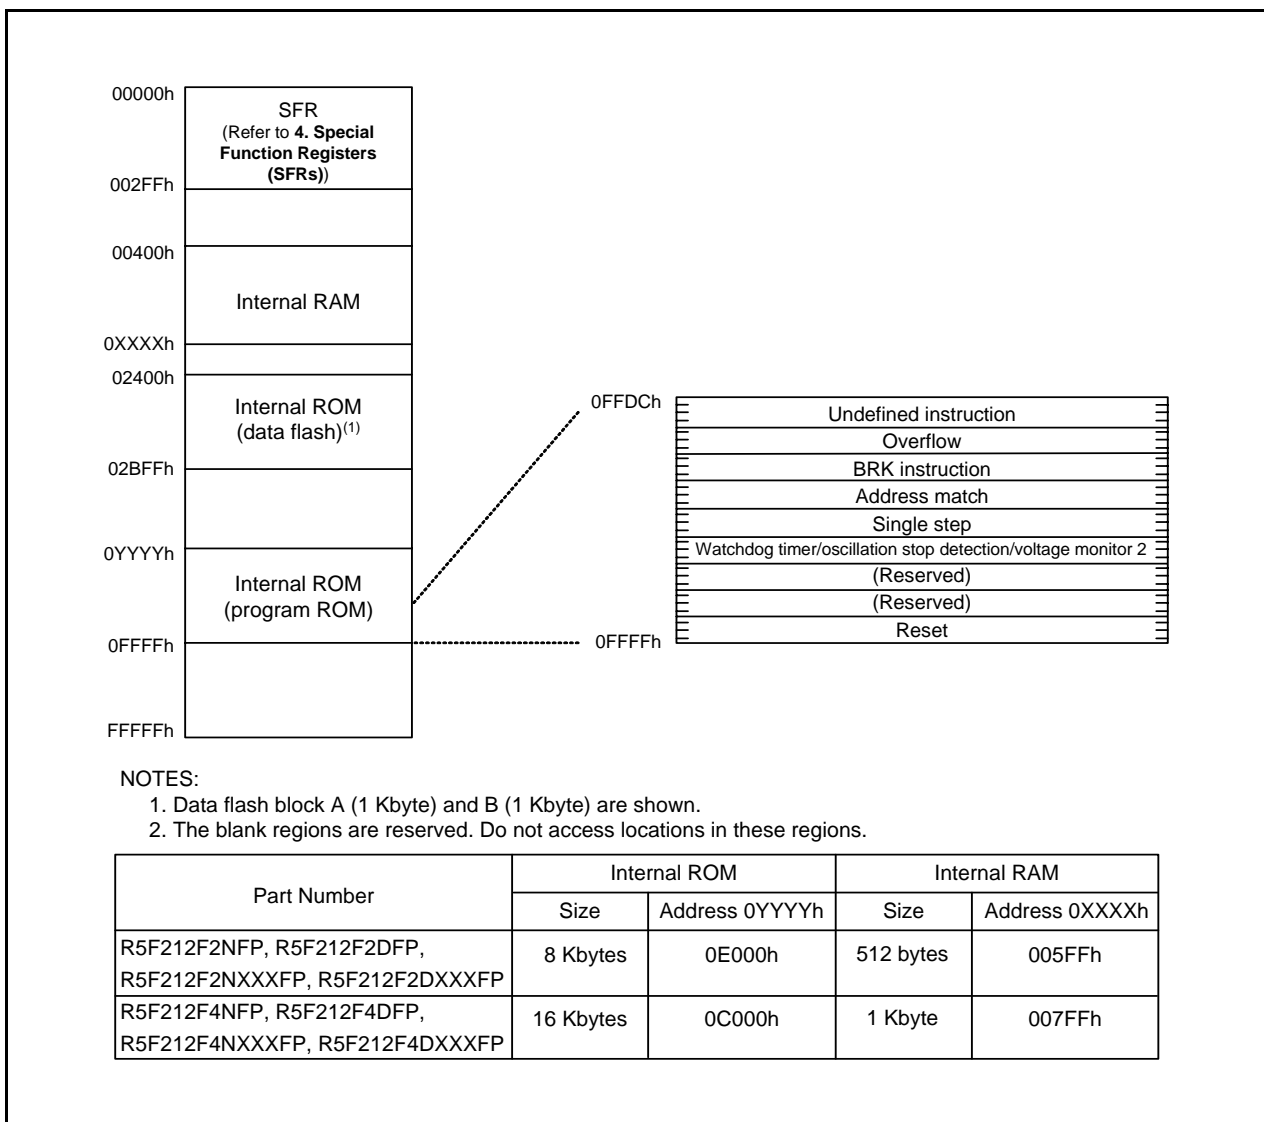 00000h
SFR
(Refer to 4. Special
Function Registers
(SFRs))
002FFh
00400h
Internal RAM
0XXXXh
02400h
Internal ROM
(data flash)(1)
02BFFh
0YYYYh
Internal ROM
(program ROM)
0FFFFh
FFFFFh
0FFDCh
Undefined instruction
Overflow
BRK instruction
Address match
Single step
Watchdog timer/oscillation stop detection/voltage monitor 2
(Reserved)
(Reserved)
Reset
0FFFFh
NOTES:
1. Data flash block A (1 Kbyte) and B (1 Kbyte) are shown.
2. The blank regions are reserved. Do not access locations in these regions.
Part Number
Internal ROM
Internal RAM
Size
Address 0YYYYh
Size
Address 0XXXXh
R5F212F2NFP, R5F212F2DFP,
R5F212F2NXXXFP, R5F212F2DXXXFP
8 Kbytes
0E000h
512 bytes
005FFh
R5F212F4NFP, R5F212F4DFP,
R5F212F4NXXXFP, R5F212F4DXXXFP
16 Kbytes
0C000h
1 Kbyte
007FFh